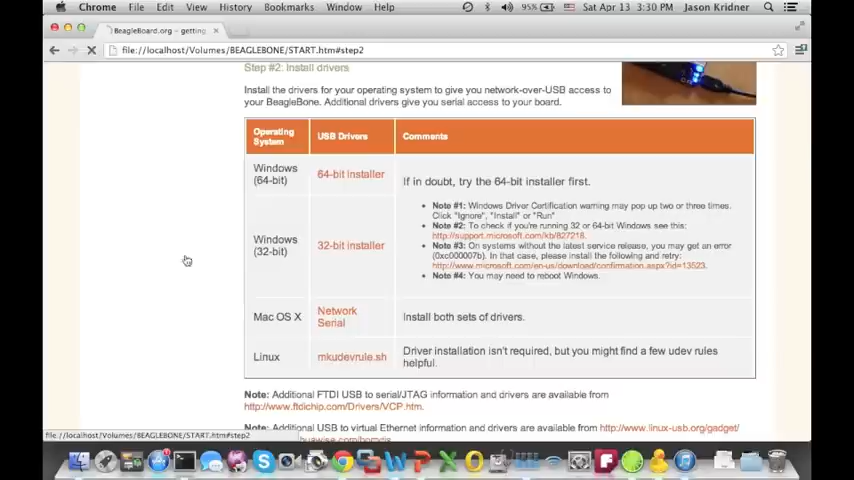 Chrome File Edit View History Bookmarks Window Help 95% Sat Apr 13 3:30 PM Jason Kridner
BeagleBoard.org – getting
file://localhost/Volumes/BEAGLEBONE/START.htm#step2
Step #2: Install drivers
Install the drivers for your operating system to give you network-over-USB access to
your BeagleBone. Additional drivers give you serial access to your board.
Operating
System
USB Drivers
Comments
Windows
(64-bit)
64-bit installer
If in doubt, try the 64-bit installer first.
Note #1: Windows Driver Certification warning may pop up two or three times.
Click "Ignore", "Install" or "Run"
Note #2: To check if you're running 32 or 64-bit Windows see this:
http://support.microsoft.com/kb/827218.
Note #3: On systems without the latest service release, you may get an error
(0xc000007b). In that case, please install the following and retry:
http://www.microsoft.com/en-us/download/confirmation.aspx?id=13523.
Note #4: You may need to reboot Windows.
Windows
(32-bit)
32-bit installer
Mac OS X
Network
Serial
Install both sets of drivers.
Linux
mkudevrule.sh
Driver installation isn't required, but you might find a few udev rules
helpful.
Note: Additional FTDI USB to serial/JTAG information and drivers are available from
http://www.ftdichip.com/Drivers/VCP.htm.
Note: Additional USB to virtual Ethernet information and drivers are available from http://www.linux-usb.org/gadget/
file://localhost/Volumes/BEAGLEBONE/START.htm#step2